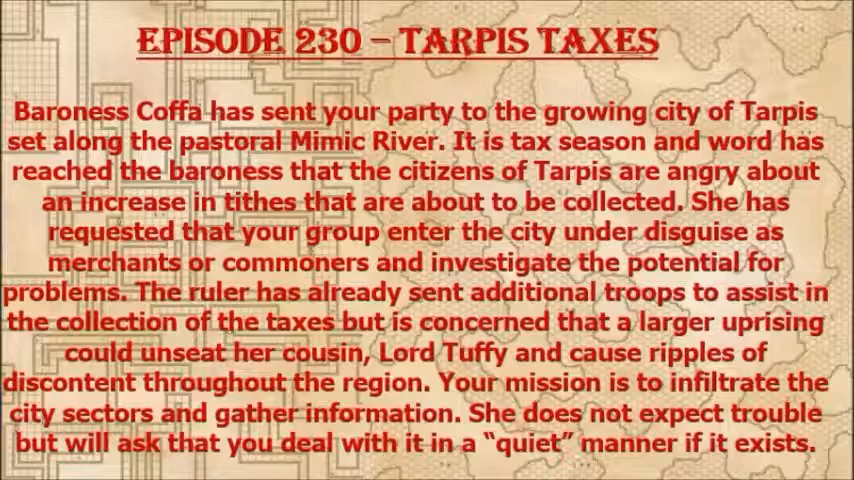 EPISODE 230 – TARPIS TAXES
Baroness Coffa has sent your party to the growing city of Tarpis
set along the pastoral Mimic River. It is tax season and word has
reached the baroness that the citizens of Tarpis are angry about
an increase in tithes that are about to be collected. She has
requested that your group enter the city under disguise as
merchants or commoners and investigate the potential for
problems. The ruler has already sent additional troops to assist in
the collection of the taxes but is concerned that a larger uprising
could unseat her cousin, Lord Tuffy and cause ripples of
discontent throughout the region. Your mission is to infiltrate the
city sectors and gather information. She does not expect trouble
but will ask that you deal with it in a “quiet” manner if it exists.